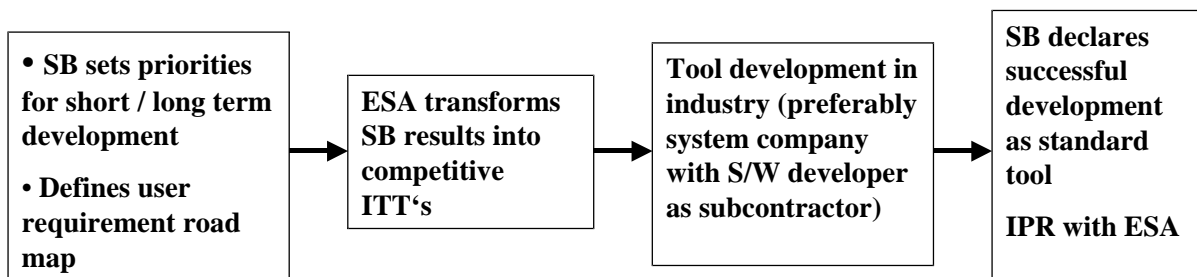 • SB sets priorities
for short / long term
development
• Defines user
requirement road
map
ESA transforms
SB results into
competitive
ITT‘s
Tool development in
industry (preferably
system company
with S/W developer
as subcontractor)
SB declares
successful
development
as standard
tool
IPR with ESA